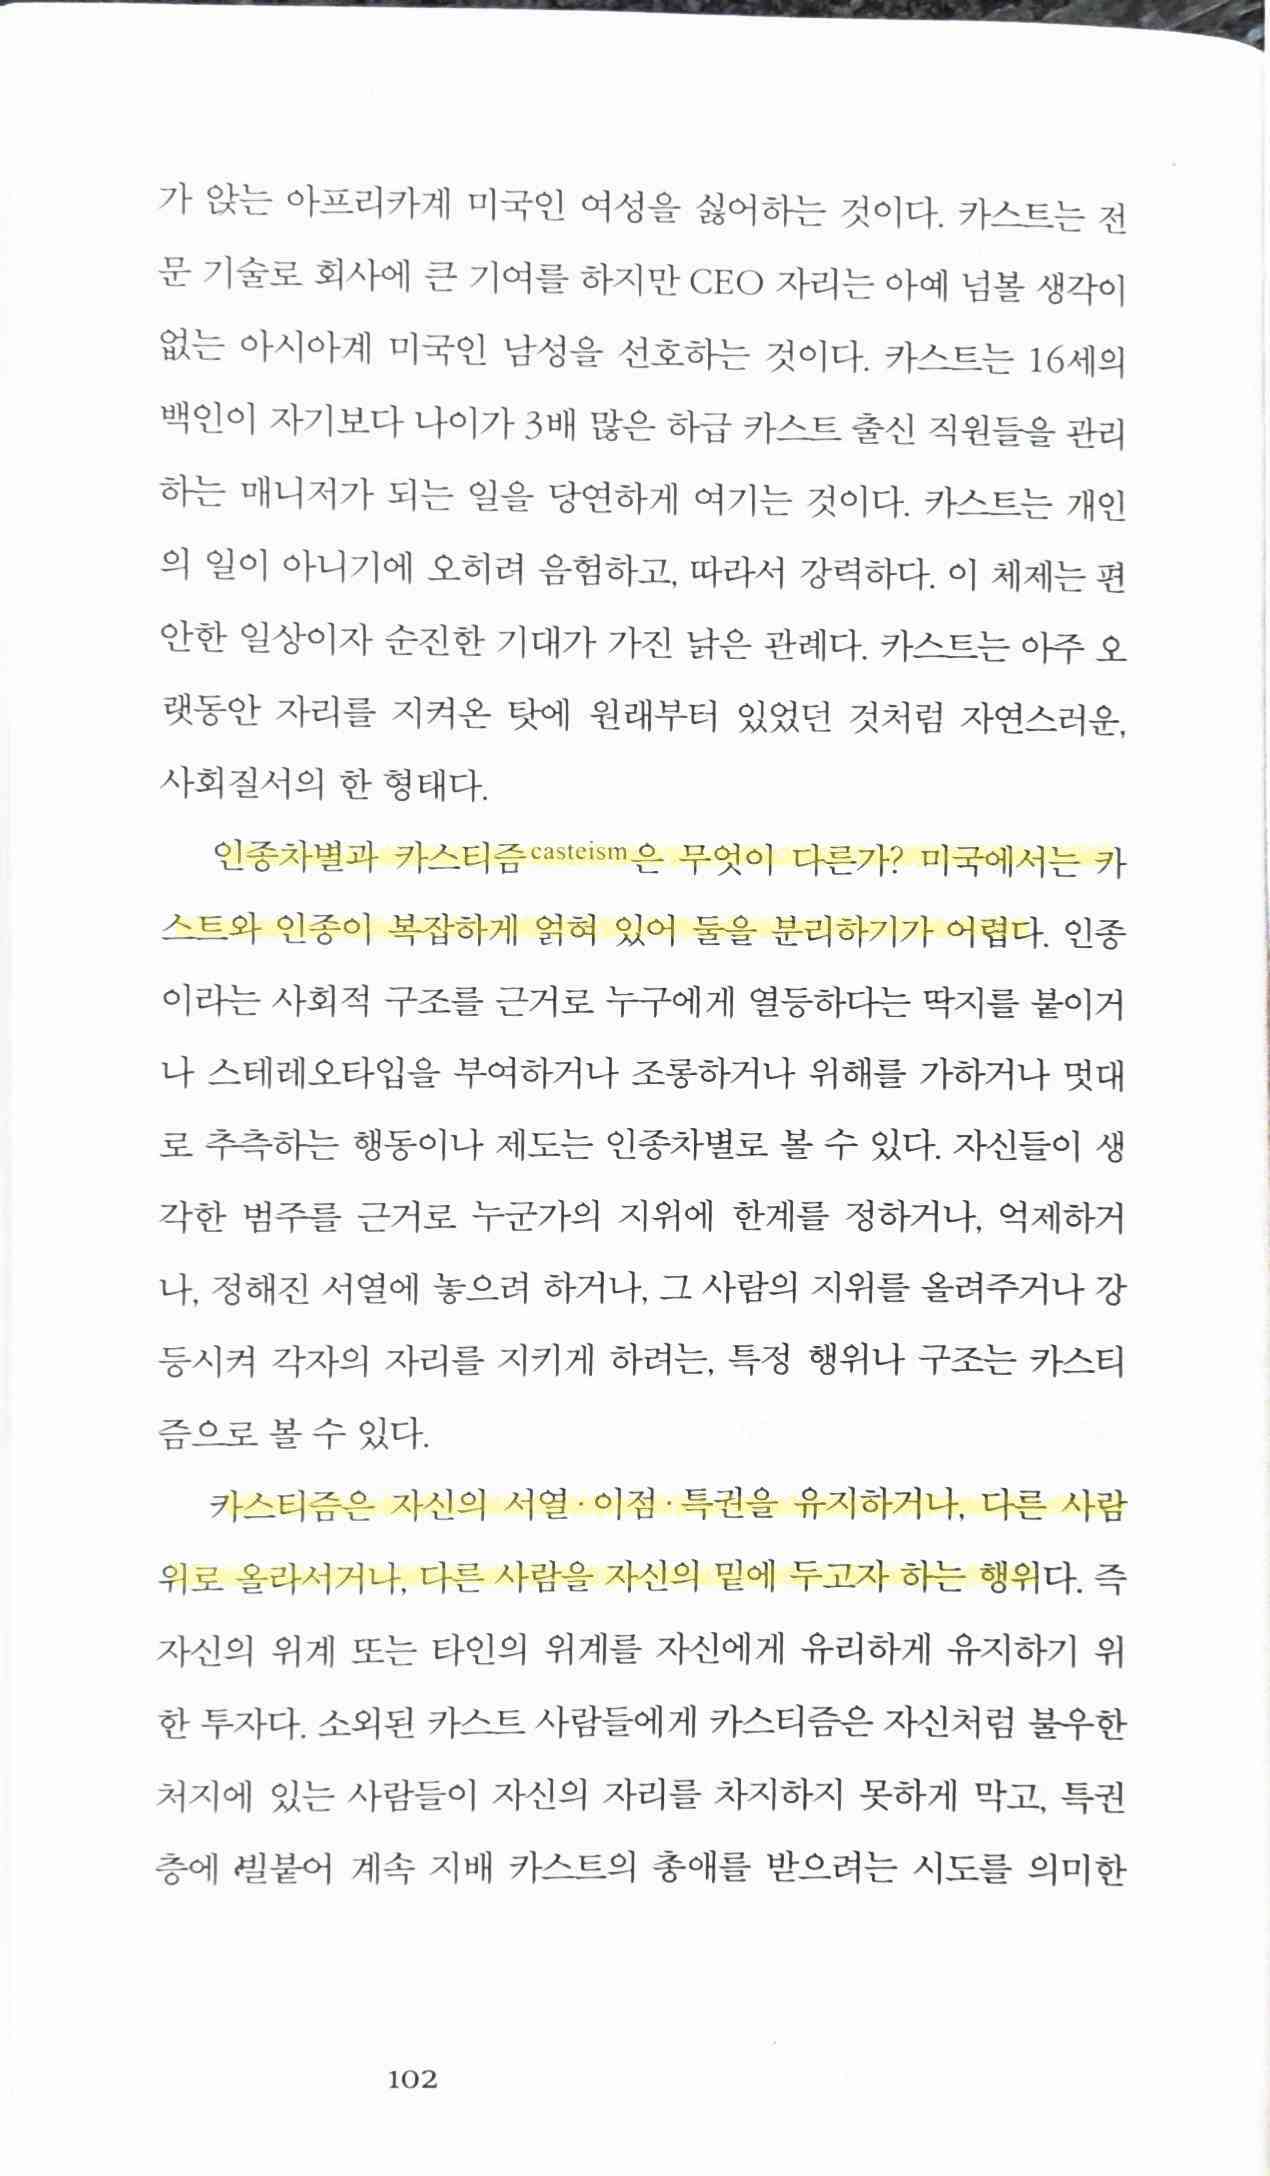 가 앉는 아프리카계 미국인 여성을 싫어하는 것이다. 카스트는 전
문 기술로 회사에 큰 기여를 하지만 CEO 자리는 아예 넘볼 생각이
없는 아시아계 미국인 남성을 선호하는 것이다. 카스트는 16세의
백인이 자기보다 나이가 3배 많은 하급 카스트 출신 직원들을 관리
하는 매니저가 되는 일을 당연하게 여기는 것이다. 카스트는 개인
의 일이 아니기에 오히려 음험하고, 따라서 강력하다. 이 체제는 편
안한 일상이자 순진한 기대가 가진 낡은 관례다. 카스트는 아주 오
랫동안 자리를 지켜온 탓에 원래부터 있었던 것처럼 자연스러운,
사회질서의 한 형태다.
인종차별과 카스티즘casteism은 무엇이 다른가? 미국에서는 카
스트와 인종이 복잡하게 얽혀 있어 둘을 분리하기가 어렵다. 인종
이라는 사회적 구조를 근거로 누구에게 열등하다는 딱지를 붙이거
나 스테레오타입을 부여하거나 조롱하거나 위해를 가하거나 멋대
로 추측하는 행동이나 제도는 인종차별로 볼 수 있다. 자신들이 생
각한 범주를 근거로 누군가의 지위에 한계를 정하거나, 억제하거
나, 정해진 서열에 놓으려 하거나, 그 사람의 지위를 올려주거나 강
등시켜 각자의 자리를 지키게 하려는, 특정 행위나 구조는 카스티
즘으로 볼 수 있다.
카스티즘은 자신의 서열·이점·특권을 유지하거나, 다른 사람
위로 올라서거나, 다른 사람을 자신의 밑에 두고자 하는 행위다. 즉
자신의 위계 또는 타인의 위계를 자신에게 유리하게 유지하기 위
한 투자다. 소외된 카스트 사람들에게 카스티즘은 자신처럼 불우한
처지에 있는 사람들이 자신의 자리를 차지하지 못하게 막고, 특권
층에 빌붙어 계속 지배 카스트의 총애를 받으려는 시도를 의미한
102